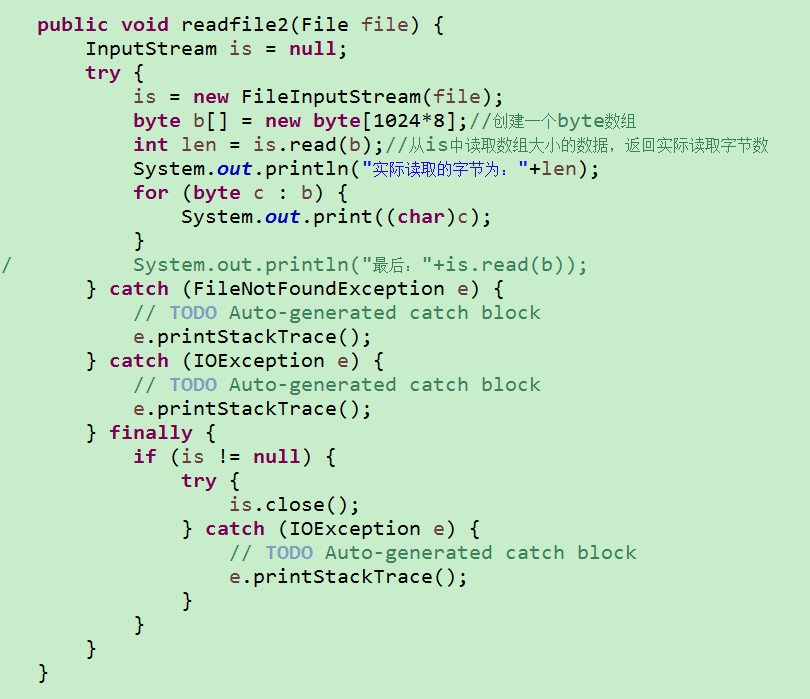 public void readfile2(File file) {
InputStream is = null;
try {
is = new FileInputStream(file);
byte b[] = new byte[1024*8];//创建一个byte数组
int len = is.read(b);//从is中读取数组大小的数据，返回实际读取字节数
System.out.println("实际读取的字节为："+len);
for (byte c : b) {
System.out.print((char)c);
}
/ System.out.println("最后："+is.read(b));
} catch (FileNotFoundException e) {
// TODO Auto-generated catch block
e.printStackTrace();
} catch (IOException e) {
// TODO Auto-generated catch block
e.printStackTrace();
} finally {
if (is != null) {
try {
is.close();
} catch (IOException e) {
// TODO Auto-generated catch block
e.printStackTrace();
}
}
}
}